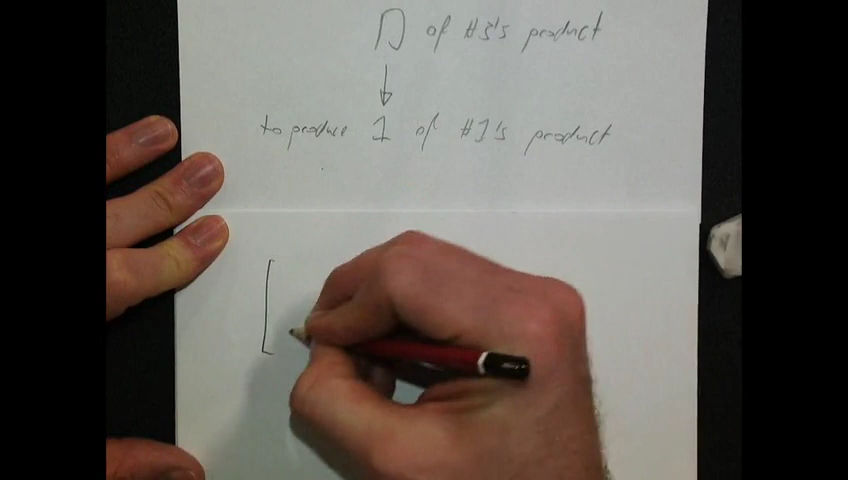 n of #3's product
to produce 1 of #1's product
[